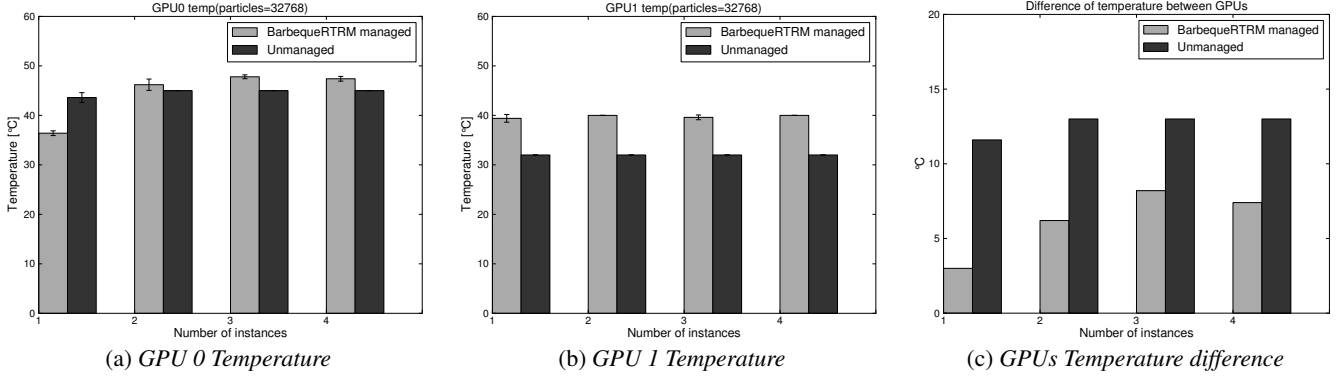 GPU0 temp(particles=32768)
BarbequeRTRM managed
Unmanaged
60
50
40
30
20
10
0
Temperature [°C]
1 2 3 4
Number of instances
(a) GPU 0 Temperature
GPU1 temp(particles=32768)
BarbequeRTRM managed
Unmanaged
60
50
40
30
20
10
0
Temperature [°C]
1 2 3 4
Number of instances
(b) GPU 1 Temperature
Difference of temperature between GPUs
BarbequeRTRM managed
Unmanaged
20
15
10
5
0
°C
1 2 3 4
Number of instances
(c) GPUs Temperature difference